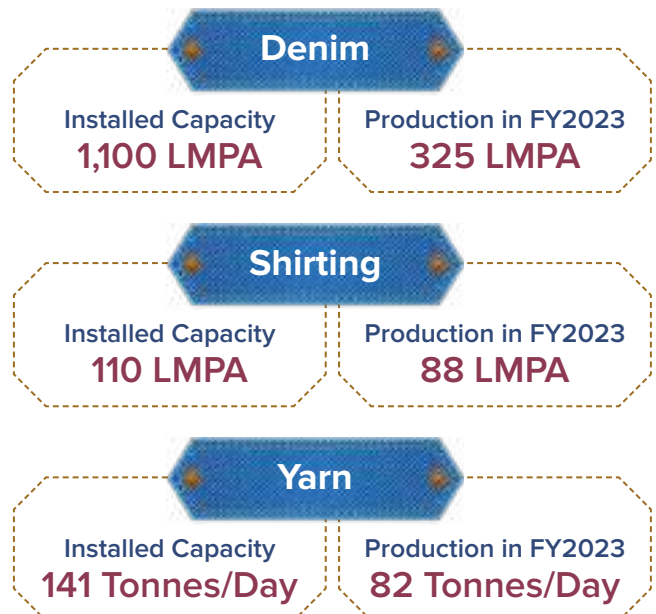 Denim
Installed Capacity
1,100 LMPA
Production in FY2023
325 LMPA
Shirting
Installed Capacity
110 LMPA
Production in FY2023
88 LMPA
Yarn
Installed Capacity
141 Tonnes/Day
Production in FY2023
82 Tonnes/Day